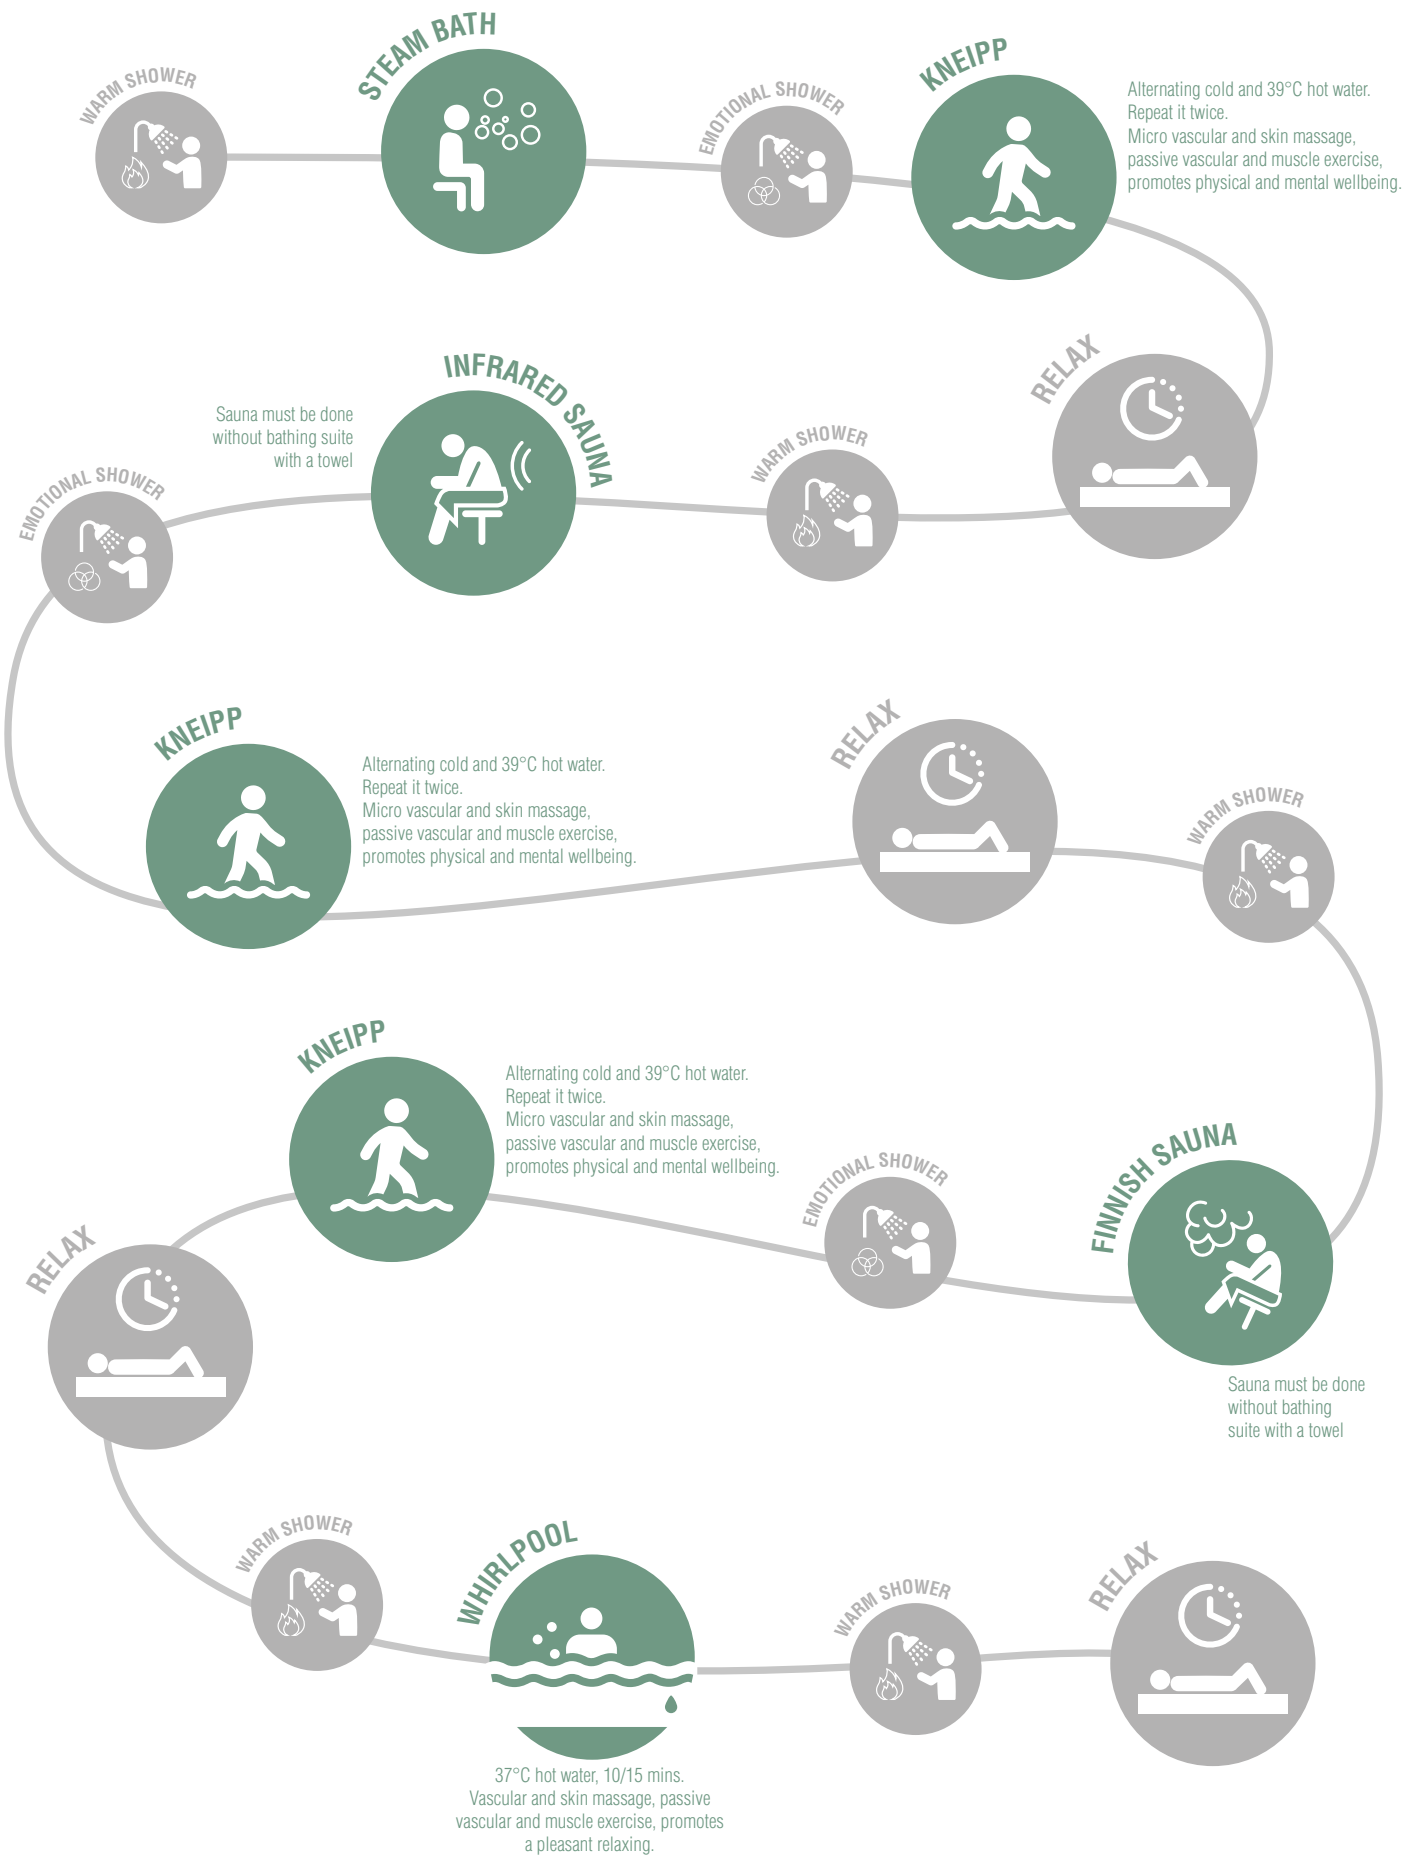 WARM SHOWER
STEAM BATH
EMOTIONAL SHOWER
KNEIPP
Alternating cold and 39°C hot water.
Repeat it twice.
Micro vascular and skin massage,
passive vascular and muscle exercise,
promotes physical and mental wellbeing.
RELAX
WARM SHOWER
INFRARED SAUNA
Sauna must be done
without bathing suite
with a towel
EMOTIONAL SHOWER
KNEIPP
Alternating cold and 39°C hot water.
Repeat it twice.
Micro vascular and skin massage,
passive vascular and muscle exercise,
promotes physical and mental wellbeing.
RELAX
WARM SHOWER
FINNISH SAUNA
Sauna must be done
without bathing
suite with a towel
EMOTIONAL SHOWER
KNEIPP
Alternating cold and 39°C hot water.
Repeat it twice.
Micro vascular and skin massage,
passive vascular and muscle exercise,
promotes physical and mental wellbeing.
RELAX
WARM SHOWER
WHIRLPOOL
37°C hot water, 10/15 mins.
Vascular and skin massage, passive
vascular and muscle exercise, promotes
a pleasant relaxing.
WARM SHOWER
RELAX